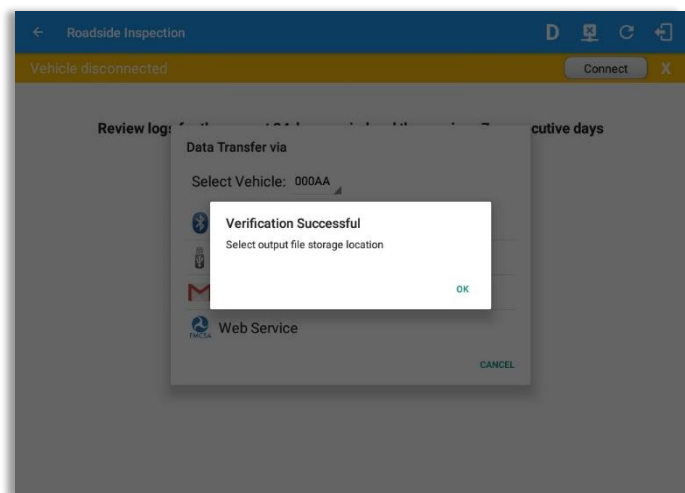 Roadside Inspection
D
Vehicle disconnected
Connect
X
Review logs
cutive days
Data Transfer via
Select Vehicle: 000AA
Verification Successful
Select output file storage location
OK
Web Service
FMCSA
CANCEL